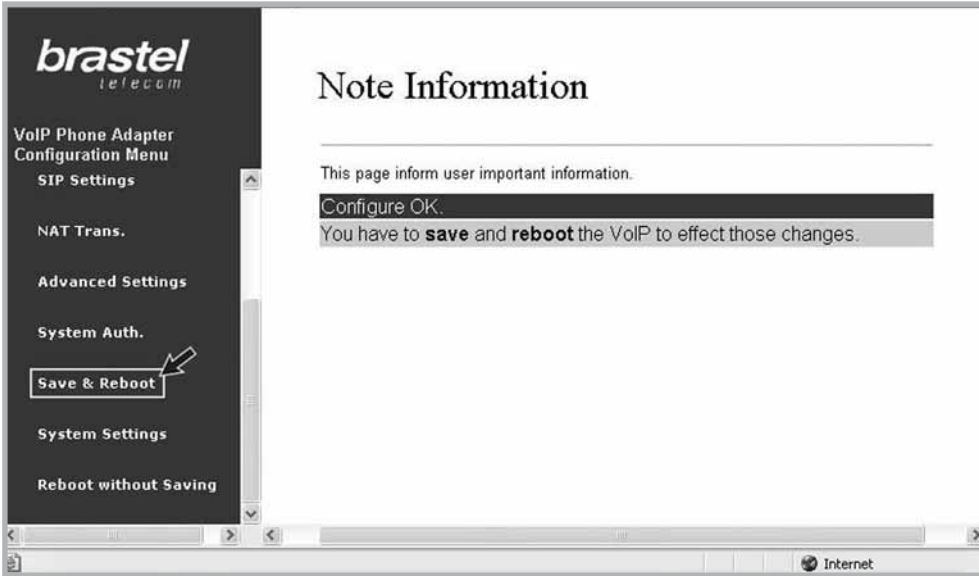 brastel
telecom
VoIP Phone Adapter
Configuration Menu
SIP Settings
NAT Trans.
Advanced Settings
System Auth.
Save & Reboot
System Settings
Reboot without Saving
Note Information
This page inform user important information.
Configure OK.
You have to save and reboot the VoIP to effect those changes.
Internet